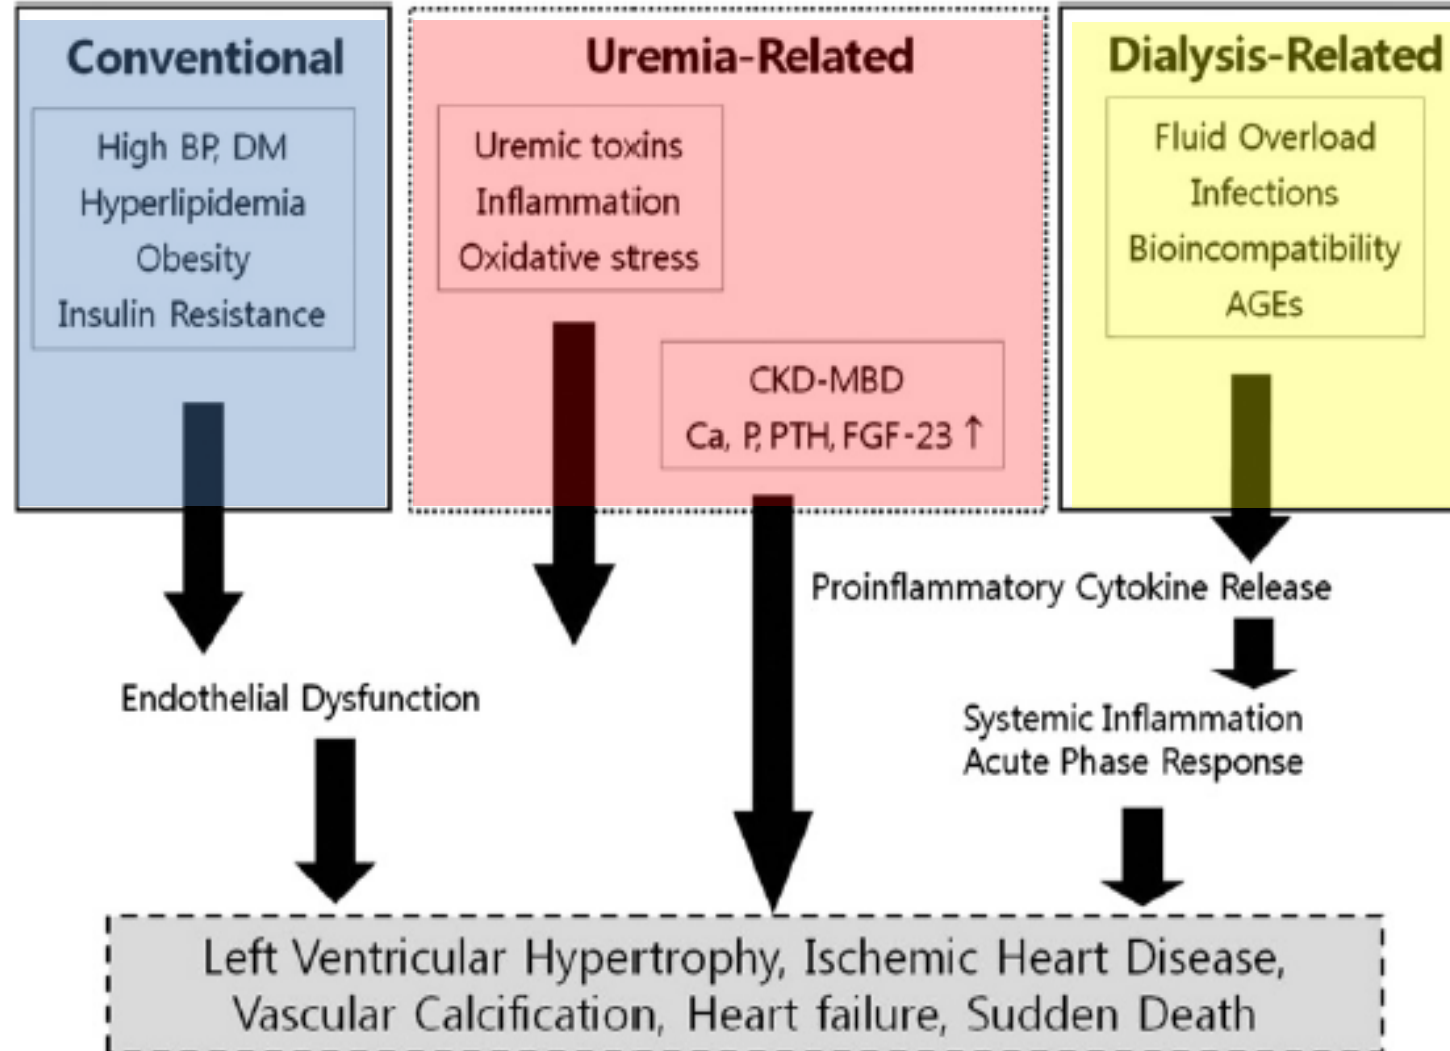 Conventional
High BP, DM
Hyperlipidemia
Obesity
Insulin Resistance
Uremia-Related
Uremic toxins
Inflammation
Oxidative stress
CKD-MBD
Ca, P, PTH, FGF-23 ↑
Dialysis-Related
Fluid Overload
Infections
Bioincompatibility
AGEs
Proinflammatory Cytokine Release
Endothelial Dysfunction
Systemic Inflammation
Acute Phase Response
Left Ventricular Hypertrophy, Ischemic Heart Disease,
Vascular Calcification, Heart failure, Sudden Death